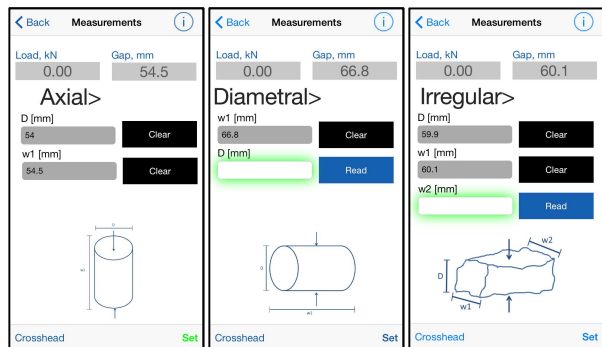 Back Measurements i
Load, kN Gap, mm
0.00 54.5
Axial>
D [mm]
54 Clear
w1 [mm]
54.5 Clear
D
Crosshead Set
Back Measurements i
Load, kN Gap, mm
0.00 66.8
Diametral>
w1 [mm]
66.8 Clear
D [mm]
Read
D
w1
Crosshead Set
Back Measurements i
Load, kN Gap, mm
0.00 60.1
Irregular>
D [mm]
59.9 Clear
w1 [mm]
60.1 Clear
w2 [mm]
Read
w2
D
w1
Crosshead Set